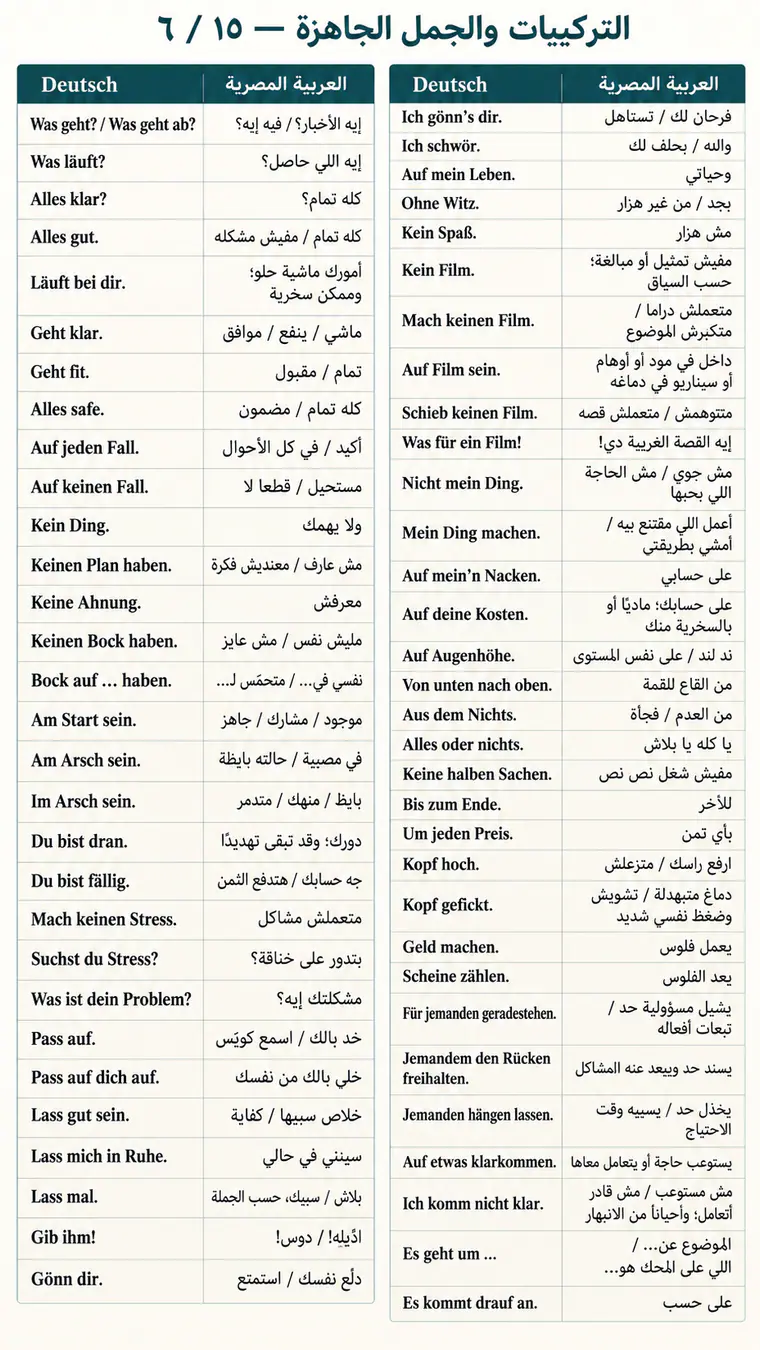 التركييات والجمل الجاهزة — ١٥ / ٦
Deutsch العربية المصرية
Was geht? / Was geht ab? إيه الأخبار؟ / فيه إيه؟
Was läuft? إيه اللي حاصل؟
Alles klar? كله تمام؟
Alles gut. كله تمام / مفيش مشكله
Läuft bei dir. أمورك ماشية حلو؛
وممكن سخرية
Geht klar. ماشي / ينفع / موافق
Geht fit. تمام / مقبول
Alles safe. كله تمام / مضمون
Auf jeden Fall. أكيد / في كل الأحوال
Auf keinen Fall. مستحيل / قطعا لا
Kein Ding. ولا يهمك
Keinen Plan haben. مش عارف / معنديش فكرة
Keine Ahnung. معرفش
Keinen Bock haben. مليش نفس / مش عايز
Bock auf … haben. نفسي في... / متحمّس لـ...
Am Start sein. موجود / مشارك / جاهز
Am Arsch sein. في مصيبة / حالته بايظة
Im Arsch sein. بايظ / منهك / متدمر
Du bist dran. دورك؛ وقد تبقى تهديدًا
Du bist fällig. جه حسابك / هتدفع الثمن
Mach keinen Stress. متعملش مشاكل
Suchst du Stress? بتدور على خناقة؟
Was ist dein Problem? مشكلتك إيه؟
Pass auf. خد بالك / اسمع كويّس
Pass auf dich auf. خلي بالك من نفسك
Lass gut sein. خلاص سيبها / كفاية
Lass mich in Ruhe. سينني في حالي
Lass mal. بلاش / سيبك، حسب الجملة
Gib ihm! ادّيله! / دوس!
Gönn dir. دلّع نفسك / استمتع
Deutsch العربية المصرية
Ich gönn’s dir. فرحان لك / تستاهل
Ich schwör. والله / بحلف لك
Auf mein Leben. وحياتي
Ohne Witz. بجد / من غير هزار
Kein Spaß. مش هزار
Kein Film. مفيش تمثيل أو مبالغة؛
حسب السياق
Mach keinen Film. متعملش دراما /
متكبرش الموضوع
Auf Film sein. داخل في مود أو أوهام
أو سيناريو في دماغه
Schieb keinen Film. متتوهمش / متعملش قصه
Was für ein Film! إيه القصة الغريبة دي!
Nicht mein Ding. مش جوي / مش الحاجة
اللي بحبها
Mein Ding machen. أعمل اللي مقتنع بيه /
أمشي بطريقتي
Auf mein’n Nacken. على حسابي
Auf deine Kosten. على حسابك؛ ماديًا أو
بالسخرية منك
Auf Augenhöhe. ند لند / على نفس المستوى
Von unten nach oben. من القاع للقمة
Aus dem Nichts. من العدم / فجأة
Alles oder nichts. يا كله يا بلاش
Keine halben Sachen. مفيش شغل نص نص
Bis zum Ende. للأخر
Um jeden Preis. بأي تمن
Kopf hoch. ارفع راسك / متزعلش
Kopf gefickt. دماغ متبهدلة / تشويش
وضغظ نفسي شديد
Geld machen. يعمل فلوس
Scheine zählen. يعد الفلوس
Für jemanden geradestehen. يشيل مسؤولية حد /
تبعات أفعاله
Jemandem den Rücken
freihalten. يسند حد وييعد عنه المشاكل
Jemanden hängen lassen. يخذل حد / يسيبه وقت
الاحتياج
Auf etwas klarkommen. يستوعب حاجة أو يتعامل معاها
Ich komm nicht klar. مش مستوعب / مش قادر
أتعامل؛ وأحيانأ من الانبهار
Es geht um ... الموضوع عن... /
اللي على المحك هو...
Es kommt drauf an. على حسب